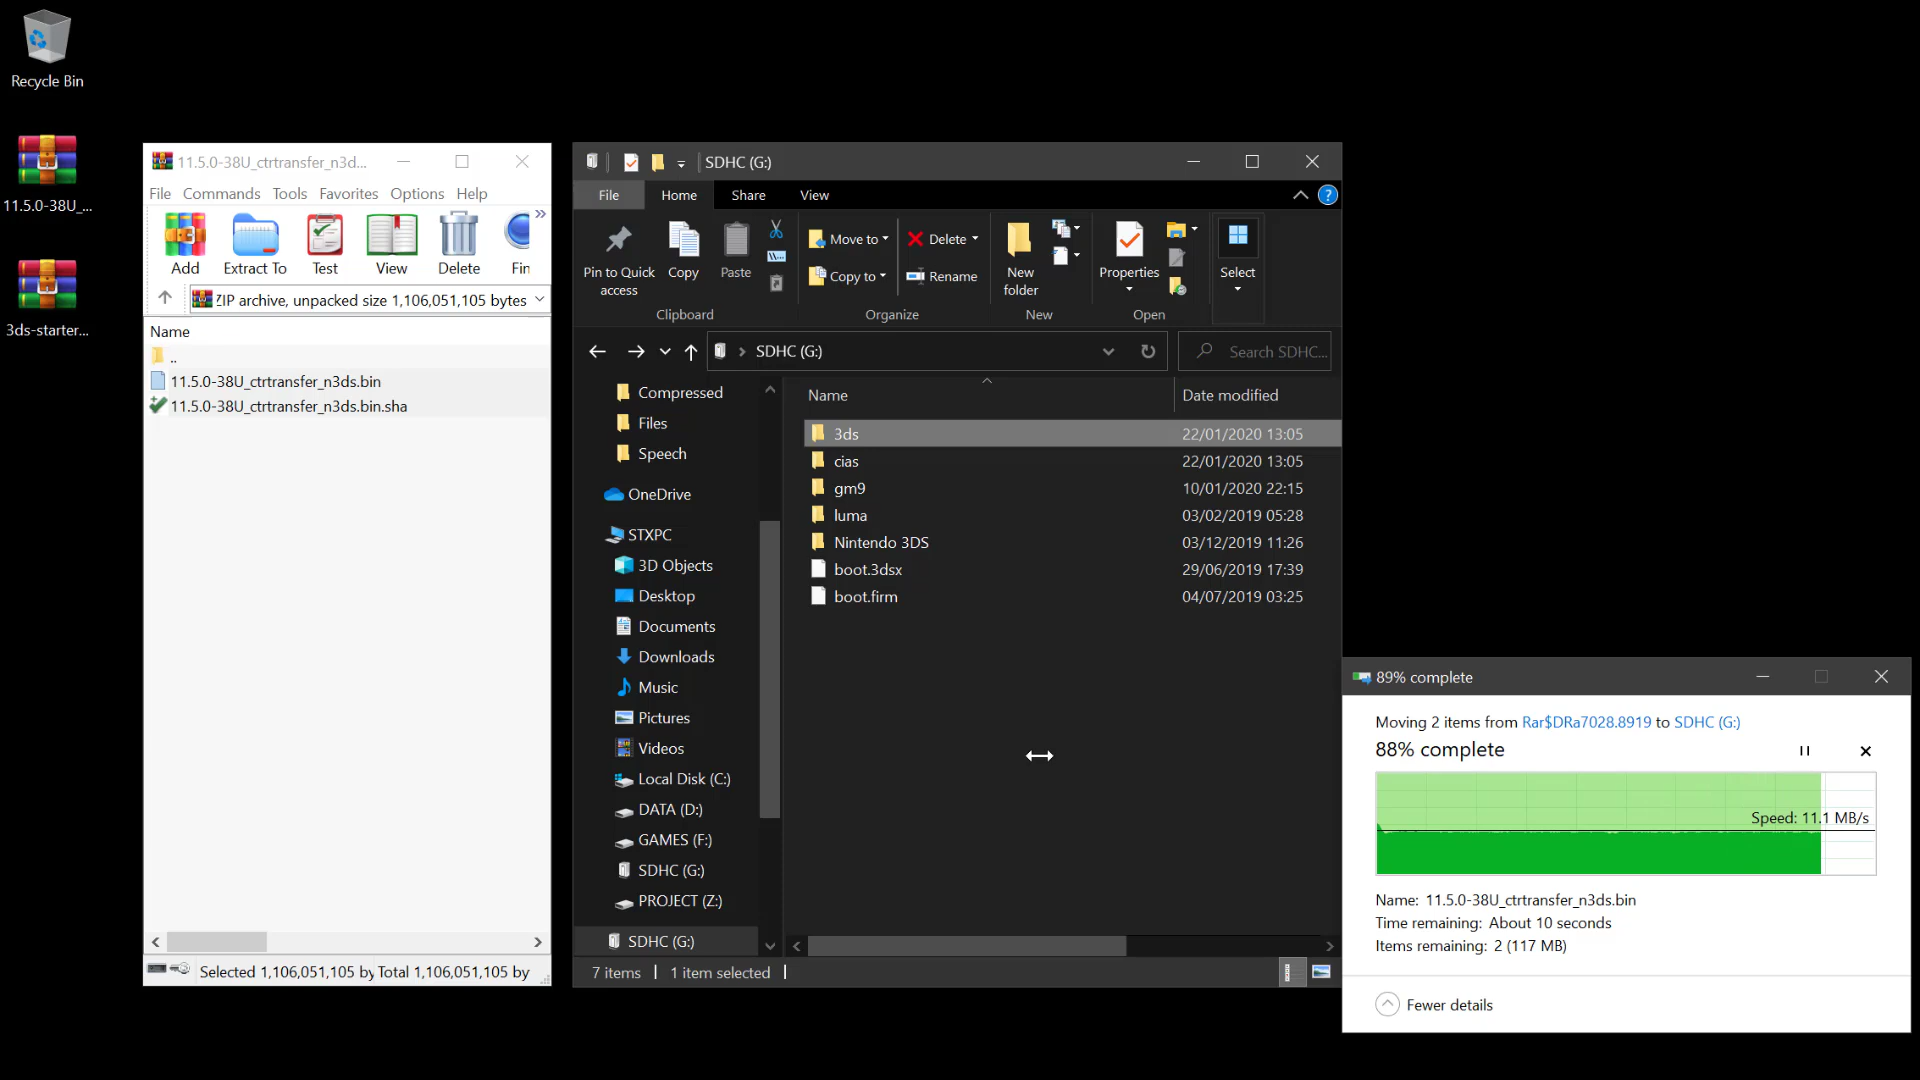 Recycle Bin
11.5.0-38U_...
3ds-starter...
11.5.0-38U_ctrtransfer_n3d...
File Commands Tools Favorites Options Help
Add Extract To Test View Delete Fin
ZIP archive, unpacked size 1,106,051,105 bytes
Name
..
11.5.0-38U_ctrtransfer_n3ds.bin
11.5.0-38U_ctrtransfer_n3ds.bin.sha
Selected 1,106,051,105 by Total 1,106,051,105 by
SDHC (G:)
File Home Share View
Pin to Quick access
Copy
Paste
Clipboard
Move to
Copy to
Delete
Rename
Organize
New folder
New
Properties
Open
Select
SDHC (G:)
Search SDHC...
Compressed
Files
Speech
OneDrive
STXPC
3D Objects
Desktop
Documents
Downloads
Music
Pictures
Videos
Local Disk (C:)
DATA (D:)
GAMES (F:)
SDHC (G:)
PROJECT (Z:)
SDHC (G:)
Name Date modified
3ds 22/01/2020 13:05
cias 22/01/2020 13:05
gm9 10/01/2020 22:15
luma 03/02/2019 05:28
Nintendo 3DS 03/12/2019 11:26
boot.3dsx 29/06/2019 17:39
boot.firm 04/07/2019 03:25
7 items 1 item selected
89% complete
Moving 2 items from Rar$DRa7028.8919 to SDHC (G:)
88% complete
Speed: 11.1 MB/s
Name: 11.5.0-38U_ctrtransfer_n3ds.bin
Time remaining: About 10 seconds
Items remaining: 2 (117 MB)
Fewer details